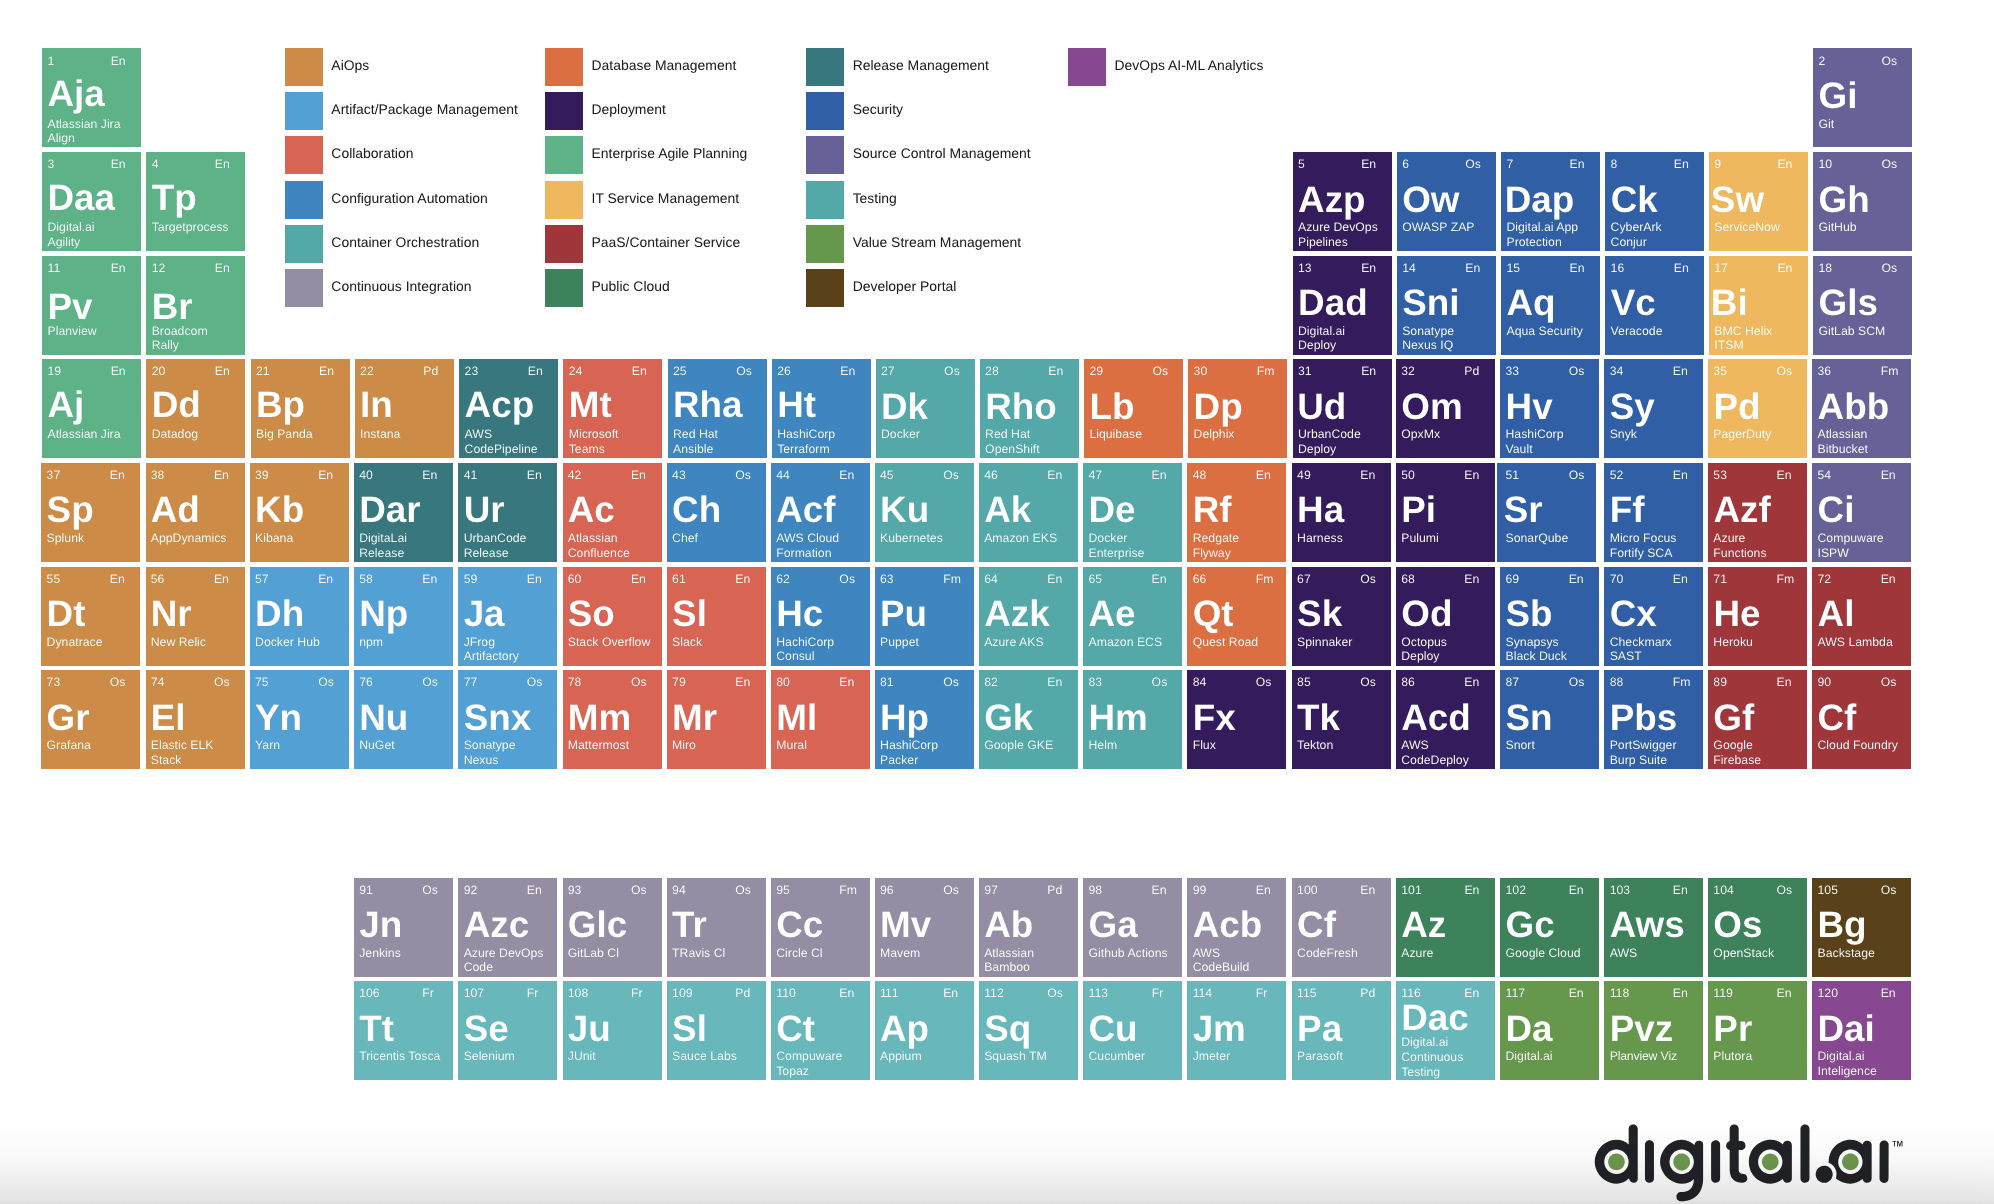 1 En
Aja
Atlassian Jira
Align
AiOps
Database Management
Release Management
DevOps AI-ML Analytics
Artifact/Package Management
Deployment
Security
Collaboration
Enterprise Agile Planning
Source Control Management
Configuration Automation
IT Service Management
Testing
Container Orchestration
PaaS/Container Service
Value Stream Management
Continuous Integration
Public Cloud
Developer Portal
2 Os
Gi
Git
3 En
Daa
Digital.ai
Agility
4 En
Tp
Targetprocess
5 En
Azp
Azure DevOps
Pipelines
6 Os
Ow
OWASP ZAP
7 En
Dap
Digital.ai App
Protection
8 En
Ck
CyberArk
Conjur
9 En
Sw
ServiceNow
10 Os
Gh
GitHub
11 En
Pv
Planview
12 En
Br
Broadcom
Rally
13 En
Dad
Digital.ai
Deploy
14 En
Sni
Sonatype
Nexus IQ
15 En
Aq
Aqua Security
16 En
Vc
Veracode
17 En
Bi
BMC Helix
ITSM
18 Os
Gls
GitLab SCM
19 En
Aj
Atlassian Jira
20 En
Dd
Datadog
21 En
Bp
Big Panda
22 Pd
In
Instana
23 En
Acp
AWS
CodePipeline
24 En
Mt
Microsoft
Teams
25 Os
Rha
Red Hat
Ansible
26 En
Ht
HashiCorp
Terraform
27 Os
Dk
Docker
28 En
Rho
Red Hat
OpenShift
29 Os
Lb
Liquibase
30 Fm
Dp
Delphix
31 En
Ud
UrbanCode
Deploy
32 Pd
Om
OpxMx
33 Os
Hv
HashiCorp
Vault
34 En
Sy
Snyk
35 Os
Pd
PagerDuty
36 Fm
Abb
Atlassian
Bitbucket
37 En
Sp
Splunk
38 En
Ad
AppDynamics
39 En
Kb
Kibana
40 En
Dar
DigitaLai
Release
41 En
Ur
UrbanCode
Release
42 En
Ac
Atlassian
Confluence
43 Os
Ch
Chef
44 En
Acf
AWS Cloud
Formation
45 Os
Ku
Kubernetes
46 En
Ak
Amazon EKS
47 En
De
Docker
Enterprise
48 En
Rf
Redgate
Flyway
49 En
Ha
Harness
50 En
Pi
Pulumi
51 Os
Sr
SonarQube
52 En
Ff
Micro Focus
Fortify SCA
53 En
Azf
Azure
Functions
54 En
Ci
Compuware
ISPW
55 En
Dt
Dynatrace
56 En
Nr
New Relic
57 En
Dh
Docker Hub
58 En
Np
npm
59 En
Ja
JFrog
Artifactory
60 En
So
Stack Overflow
61 En
Sl
Slack
62 Os
Hc
HachiCorp
Consul
63 Fm
Pu
Puppet
64 En
Azk
Azure AKS
65 En
Ae
Amazon ECS
66 Fm
Qt
Quest Road
67 Os
Sk
Spinnaker
68 En
Od
Octopus
Deploy
69 En
Sb
Synapsys
Black Duck
70 En
Cx
Checkmarx
SAST
71 Fm
He
Heroku
72 En
Al
AWS Lambda
73 Os
Gr
Grafana
74 Os
El
Elastic ELK
Stack
75 Os
Yn
Yarn
76 Os
Nu
NuGet
77 Os
Snx
Sonatype
Nexus
78 Os
Mm
Mattermost
79 En
Mr
Miro
80 En
Ml
Mural
81 Os
Hp
HashiCorp
Packer
82 En
Gk
Goople GKE
83 Os
Hm
Helm
84 Os
Fx
Flux
85 Os
Tk
Tekton
86 En
Acd
AWS
CodeDeploy
87 Os
Sn
Snort
88 Fm
Pbs
PortSwigger
Burp Suite
89 En
Gf
Google
Firebase
90 Os
Cf
Cloud Foundry
91 Os
Jn
Jenkins
92 En
Azc
Azure DevOps
Code
93 Os
Glc
GitLab Cl
94 Os
Tr
TRavis Cl
95 Fm
Cc
Circle Cl
96 Os
Mv
Mavem
97 Pd
Ab
Atlassian
Bamboo
98 En
Ga
Github Actions
99 En
Acb
AWS
CodeBuild
100 En
Cf
CodeFresh
101 En
Az
Azure
102 En
Gc
Google Cloud
103 En
Aws
AWS
104 Os
Os
OpenStack
105 Os
Bg
Backstage
106 Fr
Tt
Tricentis Tosca
107 Fr
Se
Selenium
108 Fr
Ju
JUnit
109 Pd
Sl
Sauce Labs
110 En
Ct
Compuware
Topaz
111 En
Ap
Appium
112 Os
Sq
Squash TM
113 Fr
Cu
Cucumber
114 Fr
Jm
Jmeter
115 Pd
Pa
Parasoft
116 En
Dac
Digital.ai
Continuous
Testing
117 En
Da
Digital.ai
118 En
Pvz
Planview Viz
119 En
Pr
Plutora
120 En
Dai
Digital.ai
Inteligence
digital.ai™